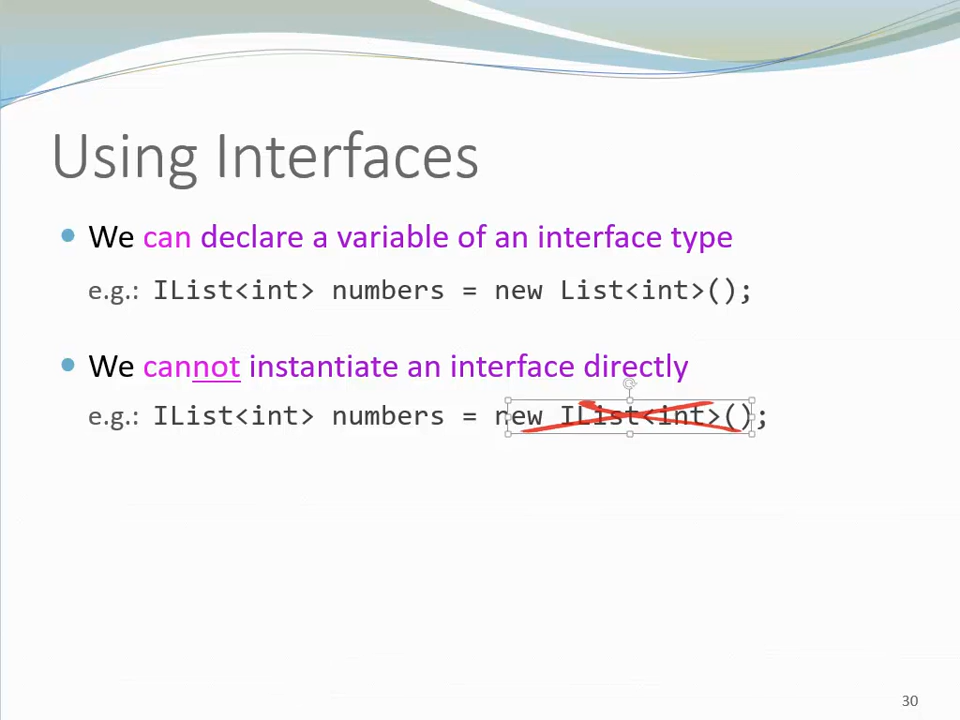 Using Interfaces
• We can declare a variable of an interface type
e.g.: IList<int> numbers = new List<int>();
• We cannot instantiate an interface directly
e.g.: IList<int> numbers = new IList<int>();
30